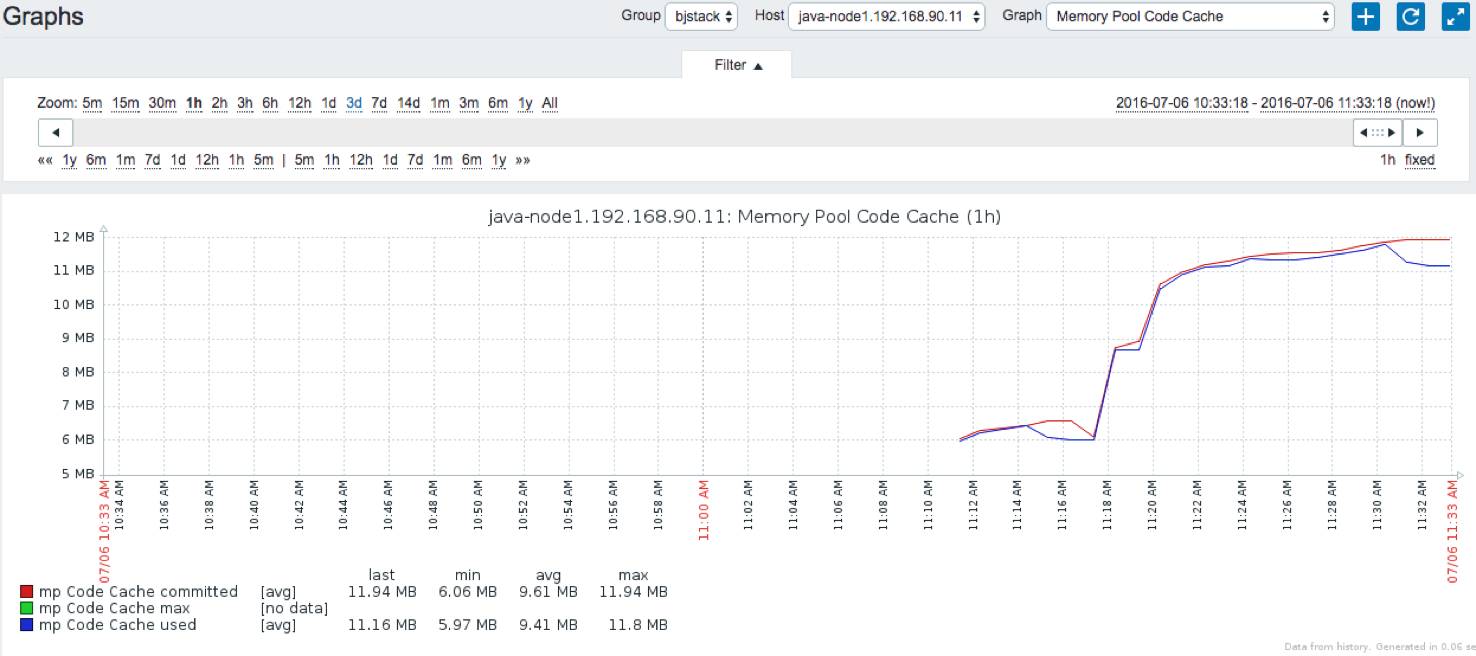 Graphs Group bjstack Host java-node1.192.168.90.11 Graph Memory Pool Code Cache
Filter ▲
Zoom: 5m 15m 30m 1h 2h 3h 6h 12h 1d 3d 7d 14d 1m 3m 6m 1y All 2016-07-06 10:33:18 - 2016-07-06 11:33:18 (now!)
«« 1y 6m 1m 7d 1d 12h 1h 5m | 5m 1h 12h 1d 7d 1m 6m 1y »» 1h fixed
java-node1.192.168.90.11: Memory Pool Code Cache (1h)
12 MB
11 MB
10 MB
9 MB
8 MB
7 MB
6 MB
5 MB
07/06 10:33 AM
10:34 AM
10:36 AM
10:38 AM
10:40 AM
10:42 AM
10:44 AM
10:46 AM
10:48 AM
10:50 AM
10:52 AM
10:54 AM
10:56 AM
10:58 AM
11:00 AM
11:02 AM
11:04 AM
11:06 AM
11:08 AM
11:10 AM
11:12 AM
11:14 AM
11:16 AM
11:18 AM
11:20 AM
11:22 AM
11:24 AM
11:26 AM
11:28 AM
11:30 AM
11:32 AM
07/06 11:33 AM
last min avg max
mp Code Cache committed [avg] 11.94 MB 6.06 MB 9.61 MB 11.94 MB
mp Code Cache max [no data]
mp Code Cache used [avg] 11.16 MB 5.97 MB 9.41 MB 11.8 MB
Data from history. Generated in 0.06 se